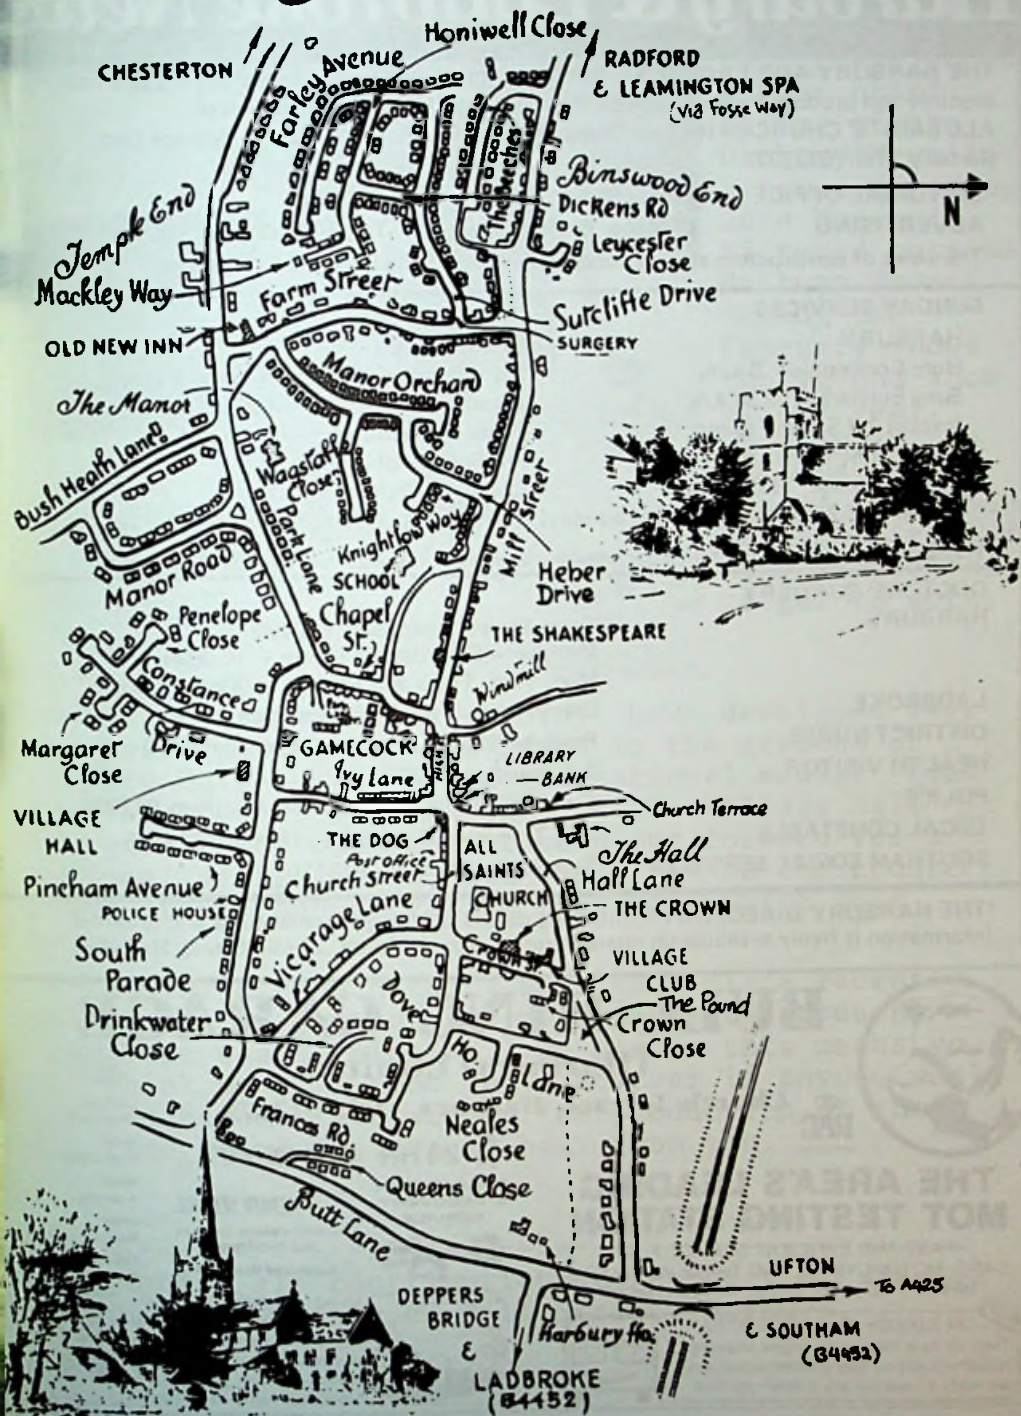 Honiwell Close
CHESTERTON
Farley Avenue
RADFORD
& LEAMINGTON SPA
(Via Fosse Way)
The Beeches
Binswood End
Dickens Rd
N
Temple End
Leycester
Close
Mackley Way
Farm Street
Sutcliffe Drive
OLD NEW INN
SURGERY
Manor Orchard
The Manor
Bush Heath Lane
Wagstaffe
Close
Park Lane
Mill Street
Knightlow Way
SCHOOL
Manor Road
Heber
Drive
Penelope
Close
Chapel
St.
THE SHAKESPEARE
Constance
Drive
Windmill
Margaret
Close
GAMECOCK
HIGH
Ivy Lane
LIBRARY
BANK
VILLAGE
HALL
Church Terrace
THE DOG
Post Office
Church Street
ALL
SAINTS
CHURCH
The Hall
Hall Lane
Pincham Avenue
POLICE HOUSE
THE CROWN
South
Parade
Vicarage Lane
Crown St.
VILLAGE
CLUB
Dove
Ho.
Lane
The Pound
Crown
Close
Drinkwater
Close
Frances Rd.
Neales
Close
Queens Close
Butt Lane
UFTON
To A425
DEPPERS
BRIDGE
&
LADBROKE
(B4452)
Harbury Ho.
& SOUTHAM
(B4452)